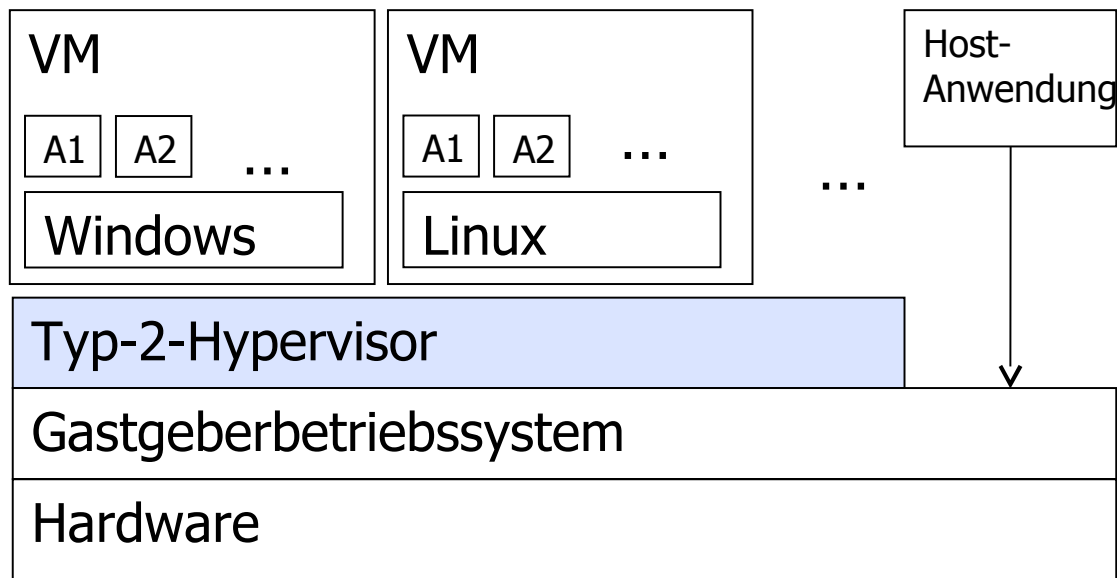 VM
A1 A2 ...
Windows
VM
A1 A2 ...
Linux
...
Host-
Anwendung
Typ-2-Hypervisor
Gastgeberbetriebssystem
Hardware